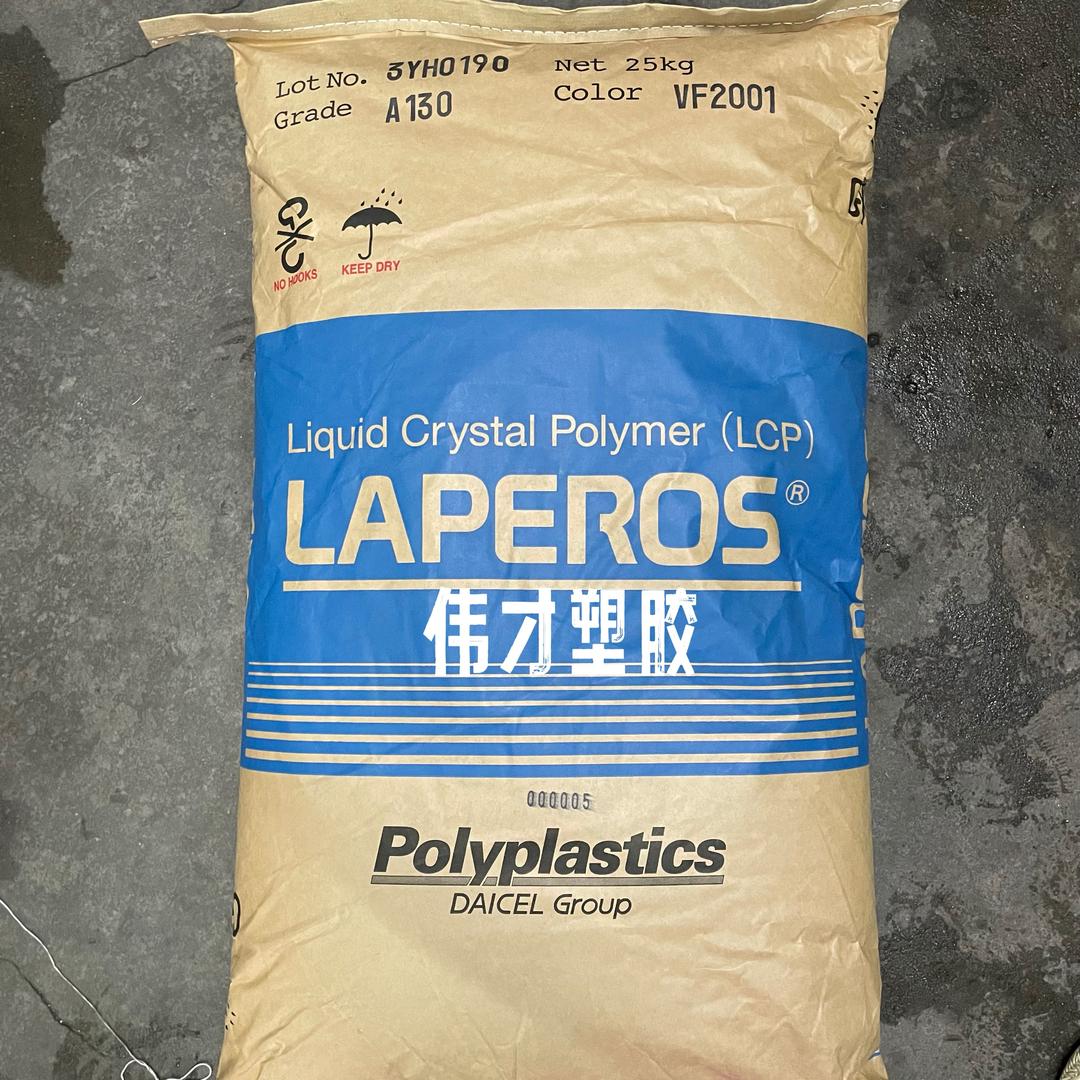 Lot No. 3YH0190 Net 25kg
Grade A130 Color VF2001
NO HOOKS KEEP DRY
Liquid Crystal Polymer (LCP)
LAPEROS®
伟才塑胶
000005
Polyplastics
DAICEL Group